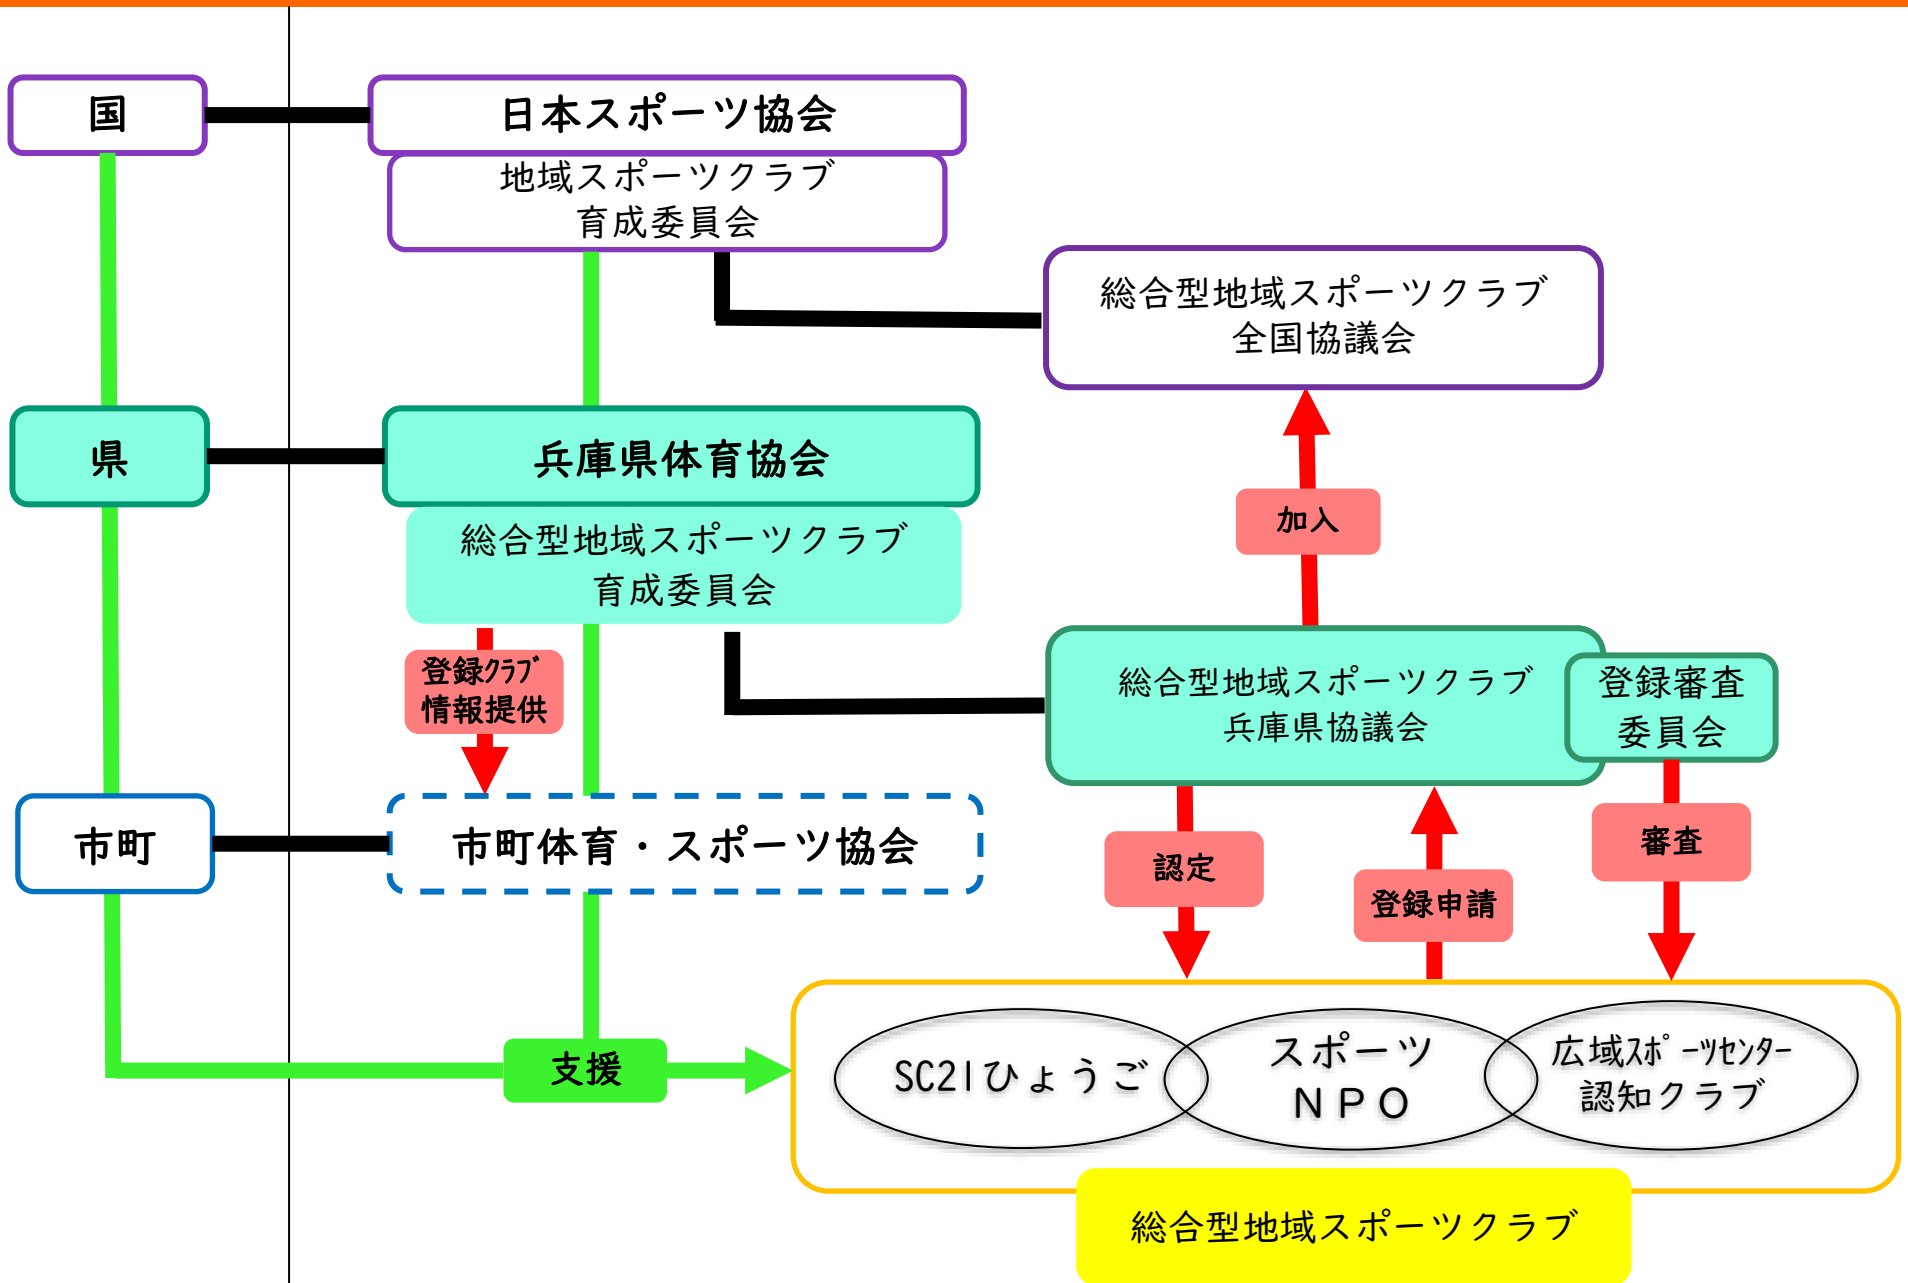 国
日本スポーツ協会
地域スポーツクラブ
育成委員会
総合型地域スポーツクラブ
全国協議会
県
兵庫県体育協会
総合型地域スポーツクラブ
育成委員会
加入
登録ｸﾗﾌﾞ
情報提供
総合型地域スポーツクラブ
兵庫県協議会
登録審査
委員会
市町
市町体育・スポーツ協会
認定
登録申請
審査
支援
SC21ひょうご
スポーツ
ＮＰＯ
広域ｽﾎﾟｰﾂｾﾝﾀｰ
認知クラブ
総合型地域スポーツクラブ